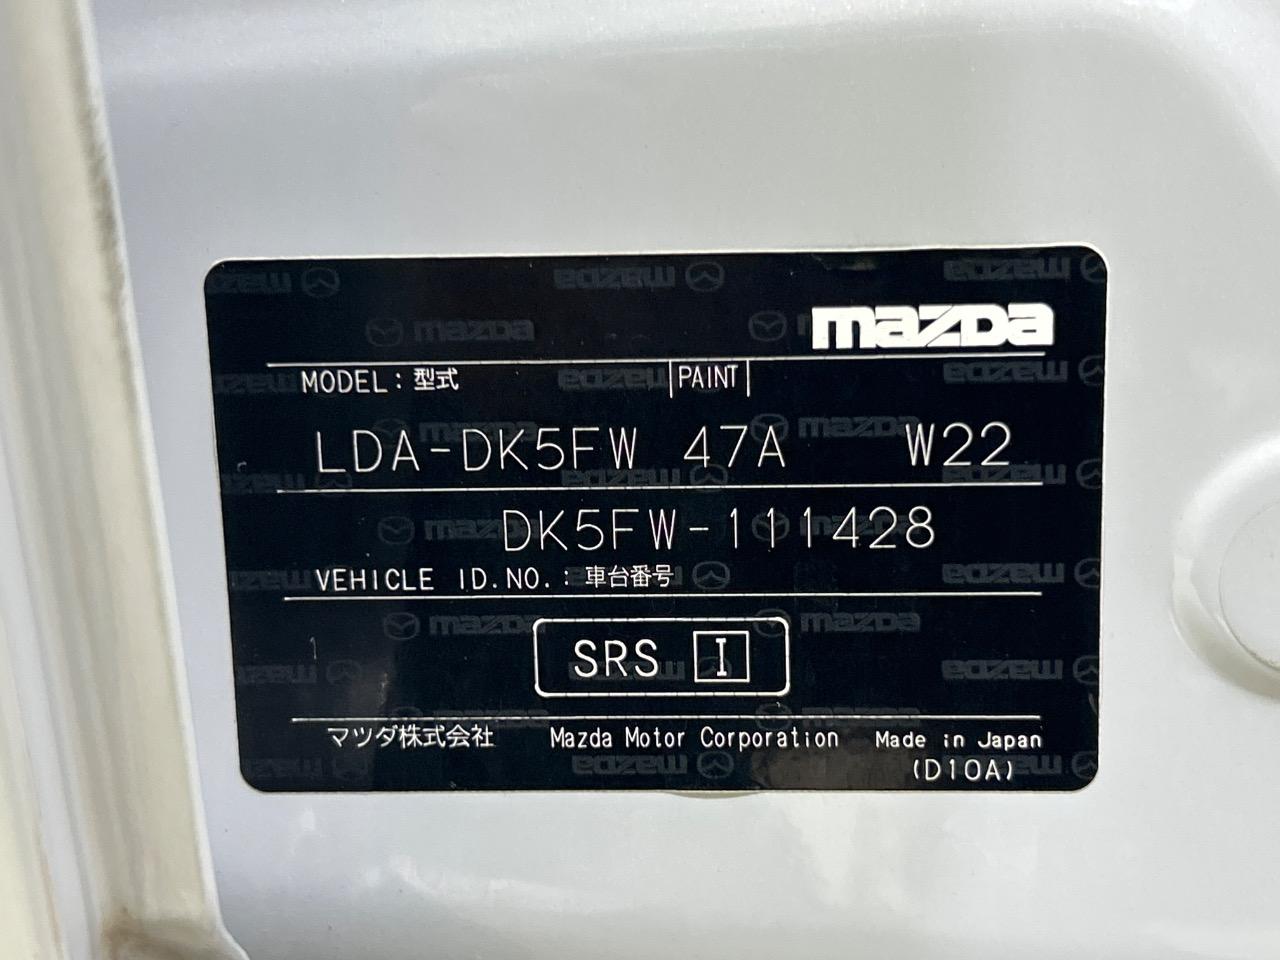 mazda
MODEL : 型式 PAINT
LDA-DK5FW 47A W22
DK5FW-111428
VEHICLE ID.NO. : 車台番号
SRS I
マツダ株式会社 Mazda Motor Corporation Made in Japan
(D10A)